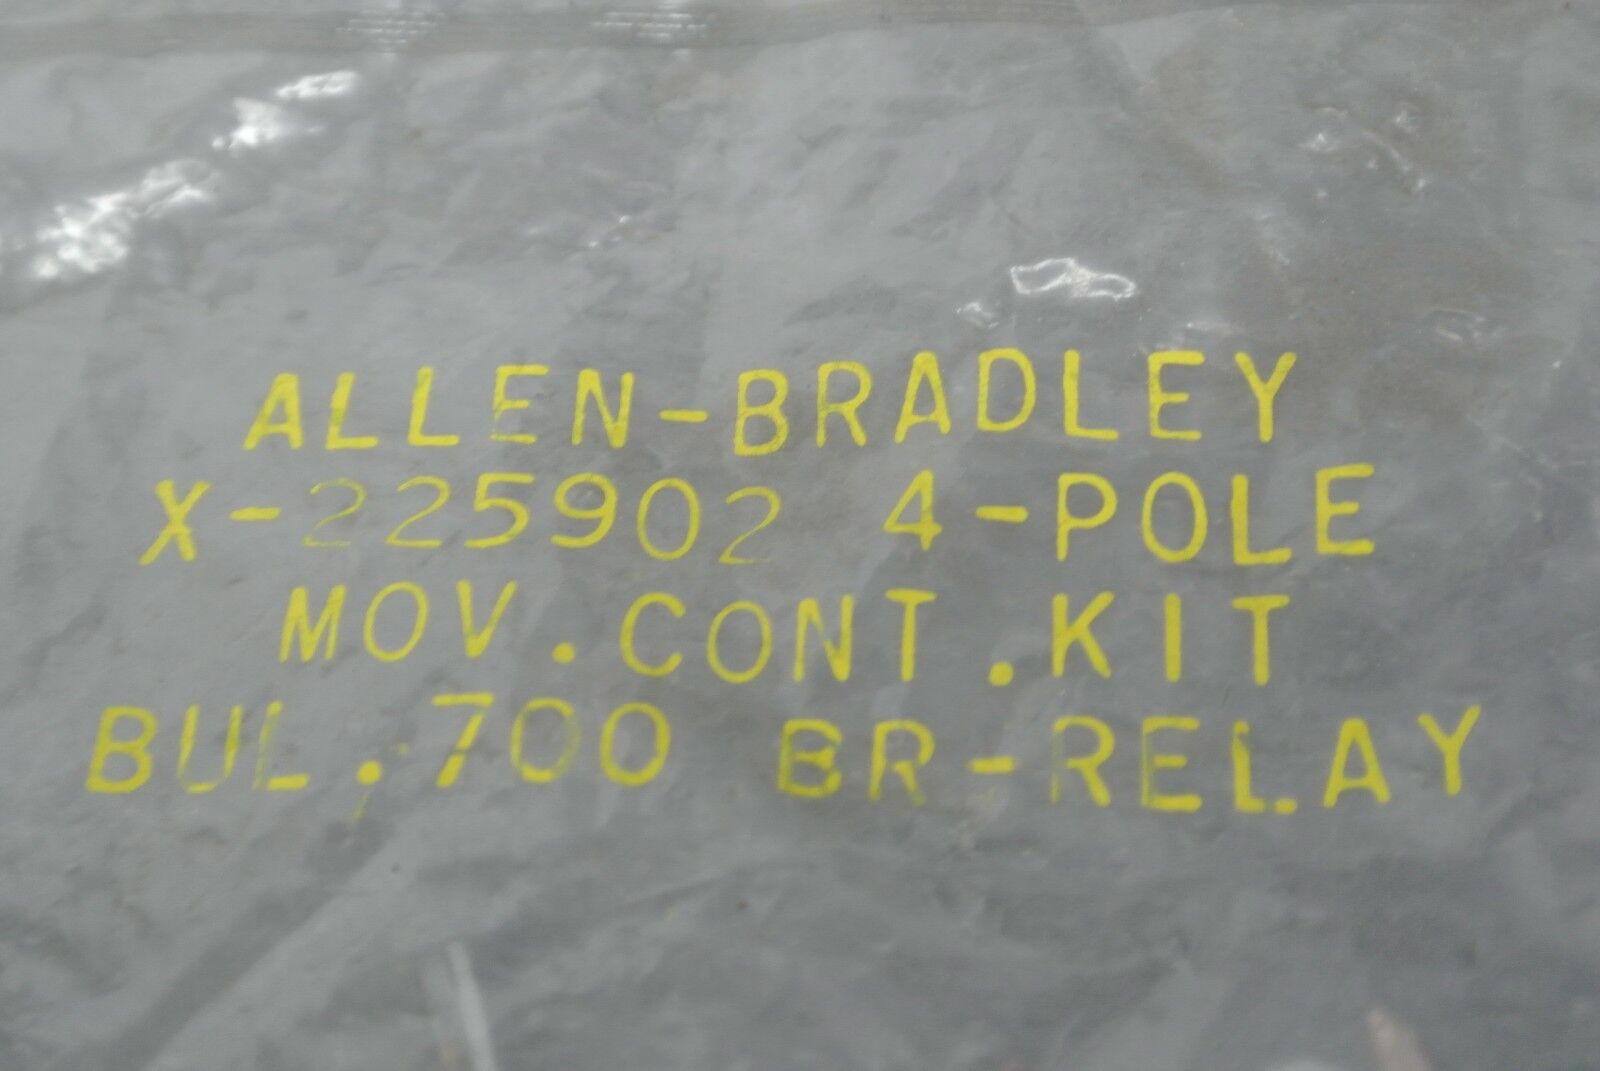 ALLEN-BRADLEY
X-225902 4-POLE
MOV.CONT.KIT
BUL.700 BR-RELAY